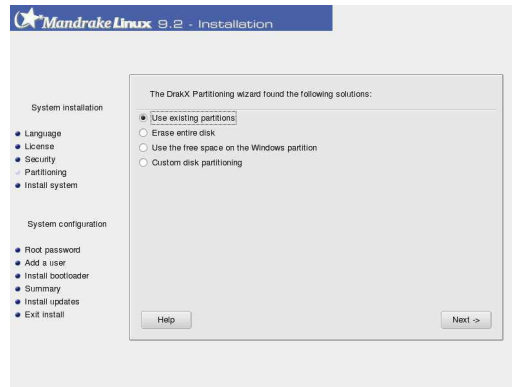 Mandrake Linux 9.2 - Installation
System installation
Language
License
Security
Partitioning
Install system
System configuration
Root password
Add a user
Install bootloader
Summary
Install updates
Exit install
The DrakX Partitioning wizard found the following solutions:
Use existing partitions
Erase entire disk
Use the free space on the Windows partition
Custom disk partitioning
Help
Next ->